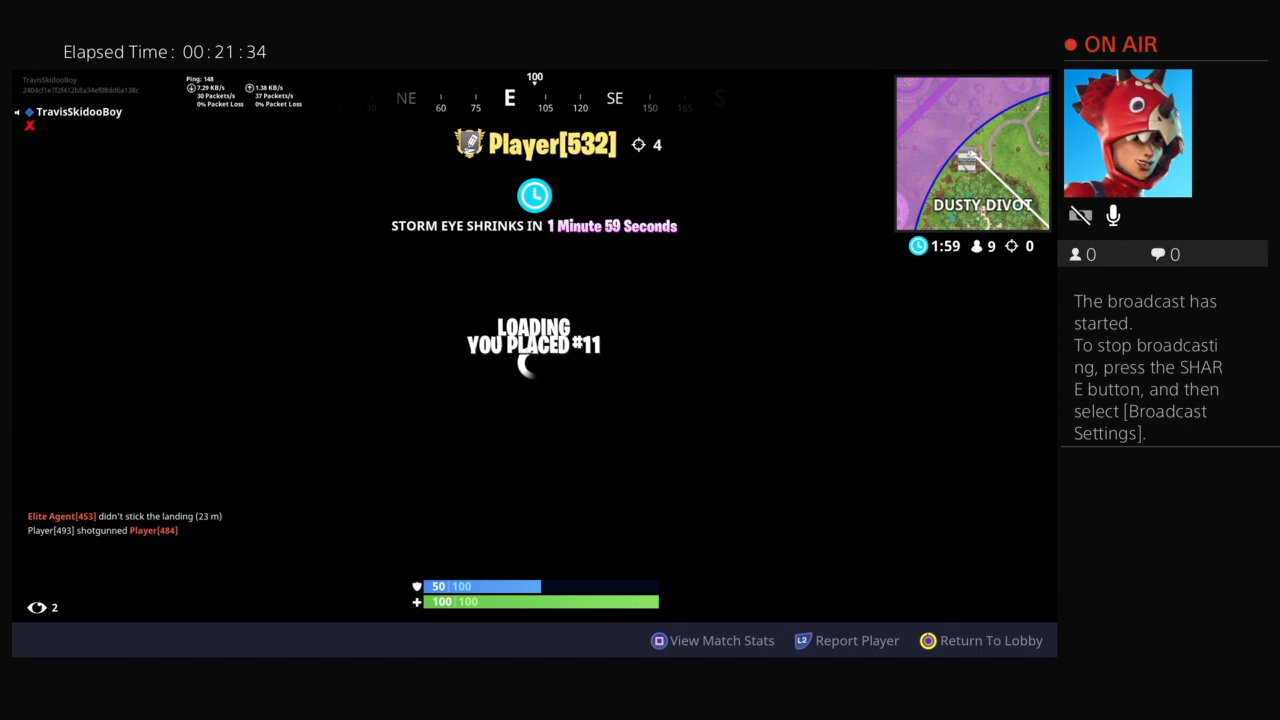 Elapsed Time: 00:21:34
ON AIR
TravisSkidooBoy
Ping: 148
7.29 KB/s
30 Packets/s
0% Packet Loss
1.38 KB/s
37 Packets/s
0% Packet Loss
TravisSkidooBoy
X
100
30 NE 60 75 E 105 120 SE 150 165 S
Player[532] 4
STORM EYE SHRINKS IN 1 Minute 59 Seconds
DUSTY DIVOT
1:59 9 0
0 0
The broadcast has
started.
To stop broadcasti
ng, press the SHAR
E button, and then
select [Broadcast
Settings].
LOADING
YOU PLACED #11
Elite Agent[453] didn't stick the landing (23 m)
Player[493] shotgunned Player[484]
50 | 100
100 | 100
2
View Match Stats
L2 Report Player
Return To Lobby